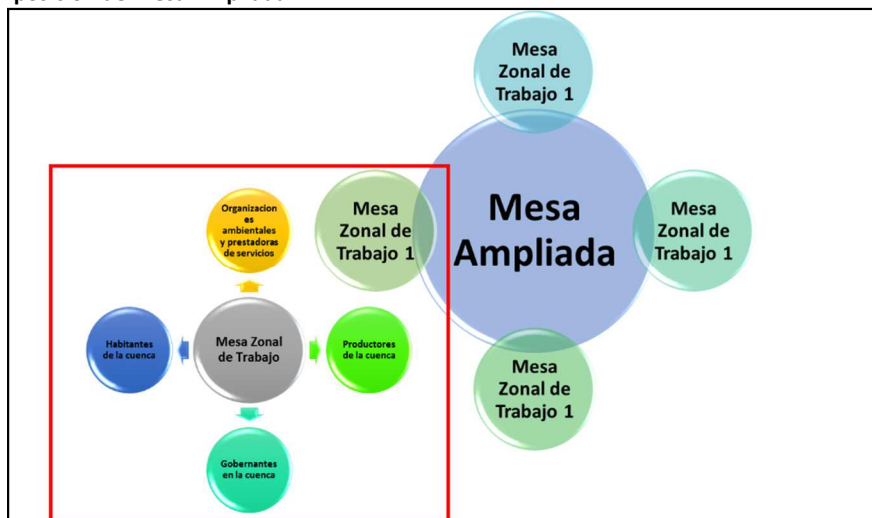 Mesa
Zonal de
Trabajo 1
Mesa
Zonal de
Trabajo 1
Mesa
Ampliada
Mesa
Zonal de
Trabajo 1
Mesa
Zonal de
Trabajo 1
Organizacion
es
ambientales
y prestadoras
de servicios
Habitantes
de la cuenca
Mesa Zonal
de Trabajo
Productores
de la cuenca
Gobernantes
en la cuenca